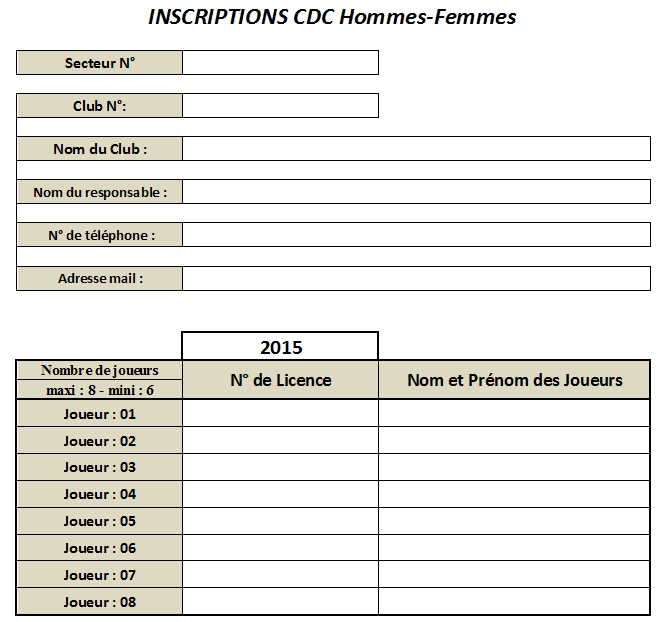 INSCRIPTIONS CDC Hommes-Femmes
Secteur N°
Club N°:
Nom du Club :
Nom du responsable :
N° de téléphone :
Adresse mail :
2015
Nombre de joueurs
maxi : 8 - mini : 6
N° de Licence
Nom et Prénom des Joueurs
Joueur : 01
Joueur : 02
Joueur : 03
Joueur : 04
Joueur : 05
Joueur : 06
Joueur : 07
Joueur : 08